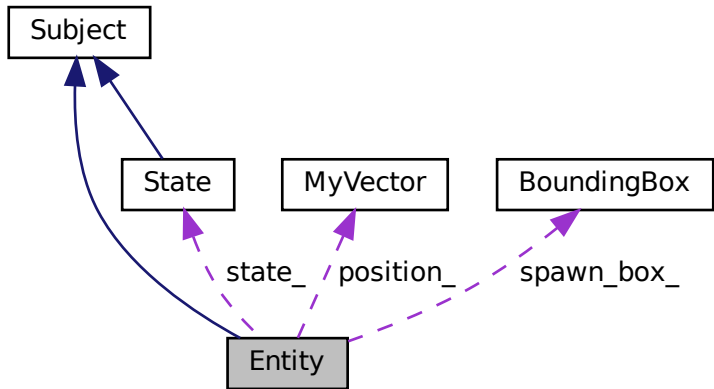 Subject
State
MyVector
BoundingBox
state_
position_
spawn_box_
Entity